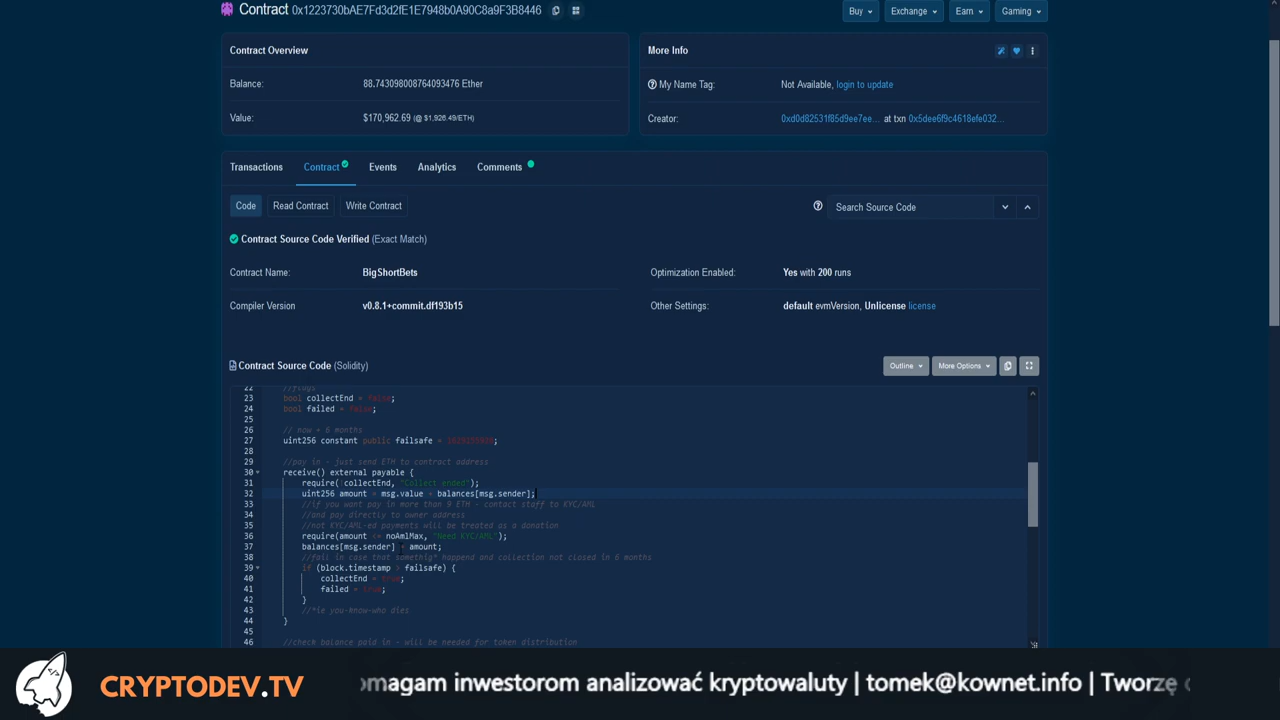 Contract 0x1223730bAE7Fd3d2fE1E7948b0A90C8a9F3B8446
Buy
Exchange
Earn
Gaming
Contract Overview
Balance:
88.743098008764093476 Ether
Value:
$170,962.69 (@ $1,926.49/ETH)
More Info
My Name Tag:
Not Available, login to update
Creator:
0xd0d82531f85d9ee7ee... at txn 0x5dee6f9c4618efe032...
Transactions
Contract
Events
Analytics
Comments
Code
Read Contract
Write Contract
Search Source Code
Contract Source Code Verified (Exact Match)
Contract Name:
BigShortBets
Optimization Enabled:
Yes with 200 runs
Compiler Version
v0.8.1+commit.df193b15
Other Settings:
default evmVersion, Unlicense license
Contract Source Code (Solidity)
Outline
More Options
22 //flags
23 bool collectEnd = false;
24 bool failed = false;
25
26 // now + 6 months
27 uint256 constant public failsafe =
28
29 //pay in - just send ETH to contract address
30 receive() external payable {
31 require(!collectEnd, "Collect ended");
32 uint256 amount = msg.value + balances[msg.sender];
33 //if you want pay in more than 9 ETH - contact staff to KYC/AML
34 //and pay directly to owner address
35 //not KYC/AML-ed payments will be treated as a donation
36 require(amount <= noAmlMax, "Need KYC/AML");
37 balances[msg.sender] = amount;
38 //fail in case that somethig* happend and collection not closed in 6 months
39 if (block.timestamp > failsafe) {
40 collectEnd = true;
41 failed = true;
42 }
43 //*ie you-know-who dies
44 }
45
46 //check balance paid in - will be needed for token distribution
CRYPTODEV.TV
omagam inwestorom analizować kryptowaluty | tomek@kownet.info | Tworzę